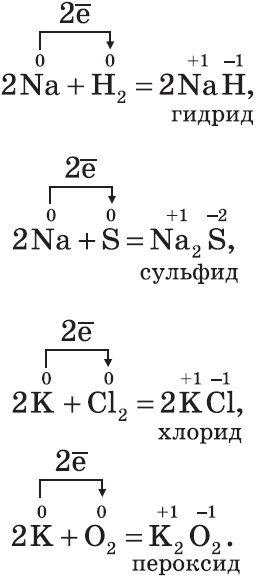 2e̅
0 0 +1 −1
2Na + H₂ = 2NaH,
гидрид
2e̅
0 0 +1 −2
2Na + S = Na₂S,
сульфид
2e̅
0 0 +1 −1
2K + Cl₂ = 2KCl,
хлорид
2e̅
0 0 +1 −1
2K + O₂ = K₂O₂.
пероксид